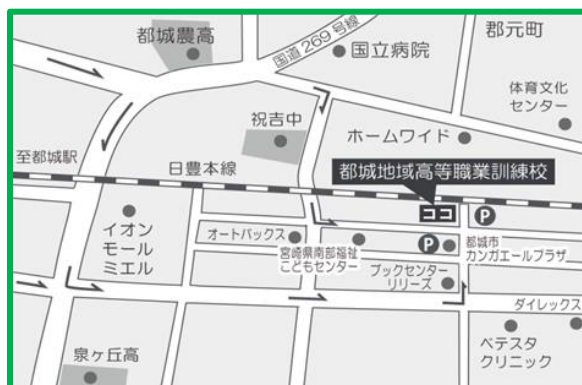 都城農高
国道269号線
国立病院
郡元町
体育文化
センター
祝吉中
ホームワイド
至都城駅
日豊本線
都城地域高等職業訓練校
ココ
P
イオン
モール
ミエル
オートバックス
宮崎県南部福祉
こどもセンター
P
都城市
カンガエールプラザ
ブックセンター
リリーズ
ダイレックス
ベテスタ
クリニック
泉ヶ丘高